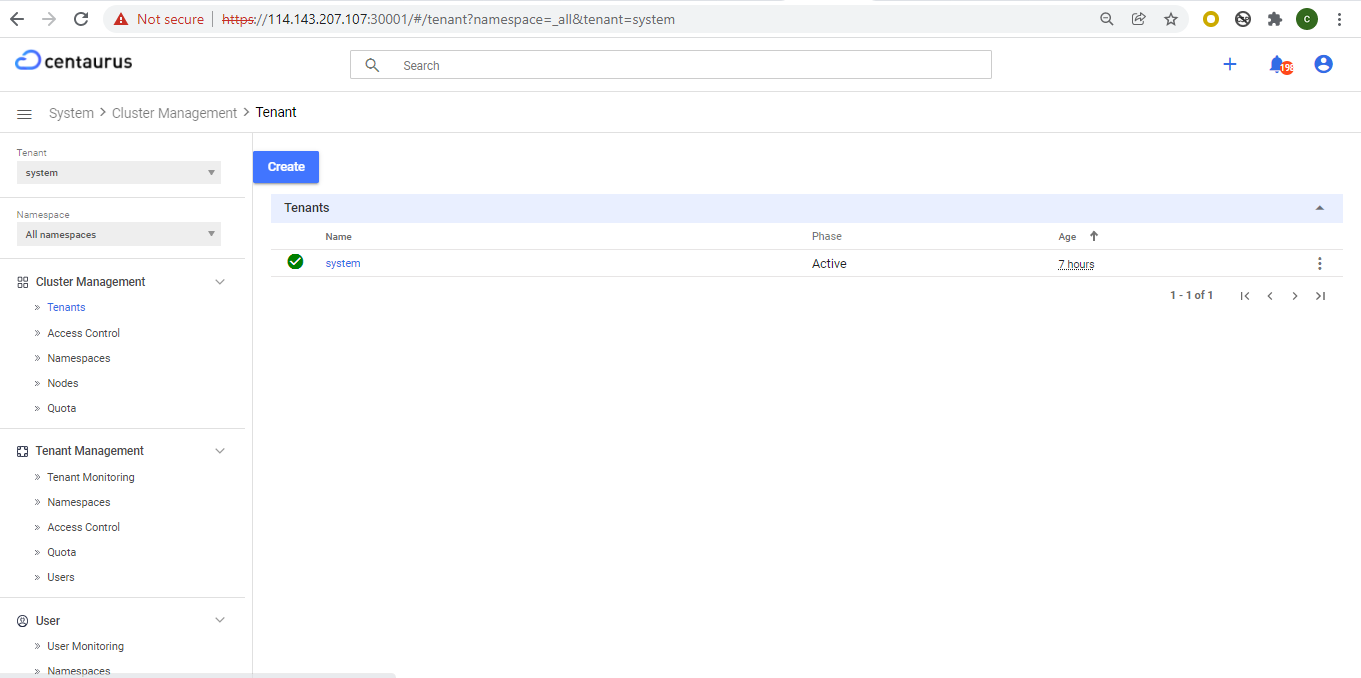 Not secure | https://114.143.207.107:30001/#/tenant?namespace=_all&tenant=system
C
centaurus
Search
System > Cluster Management > Tenant
Tenant
system
Namespace
All namespaces
Cluster Management
» Tenants
» Access Control
» Namespaces
» Nodes
» Quota
Tenant Management
» Tenant Monitoring
» Namespaces
» Access Control
» Quota
» Users
User
» User Monitoring
» Namespaces
Create
Tenants
Name Phase Age
system Active 7 hours
1 - 1 of 1